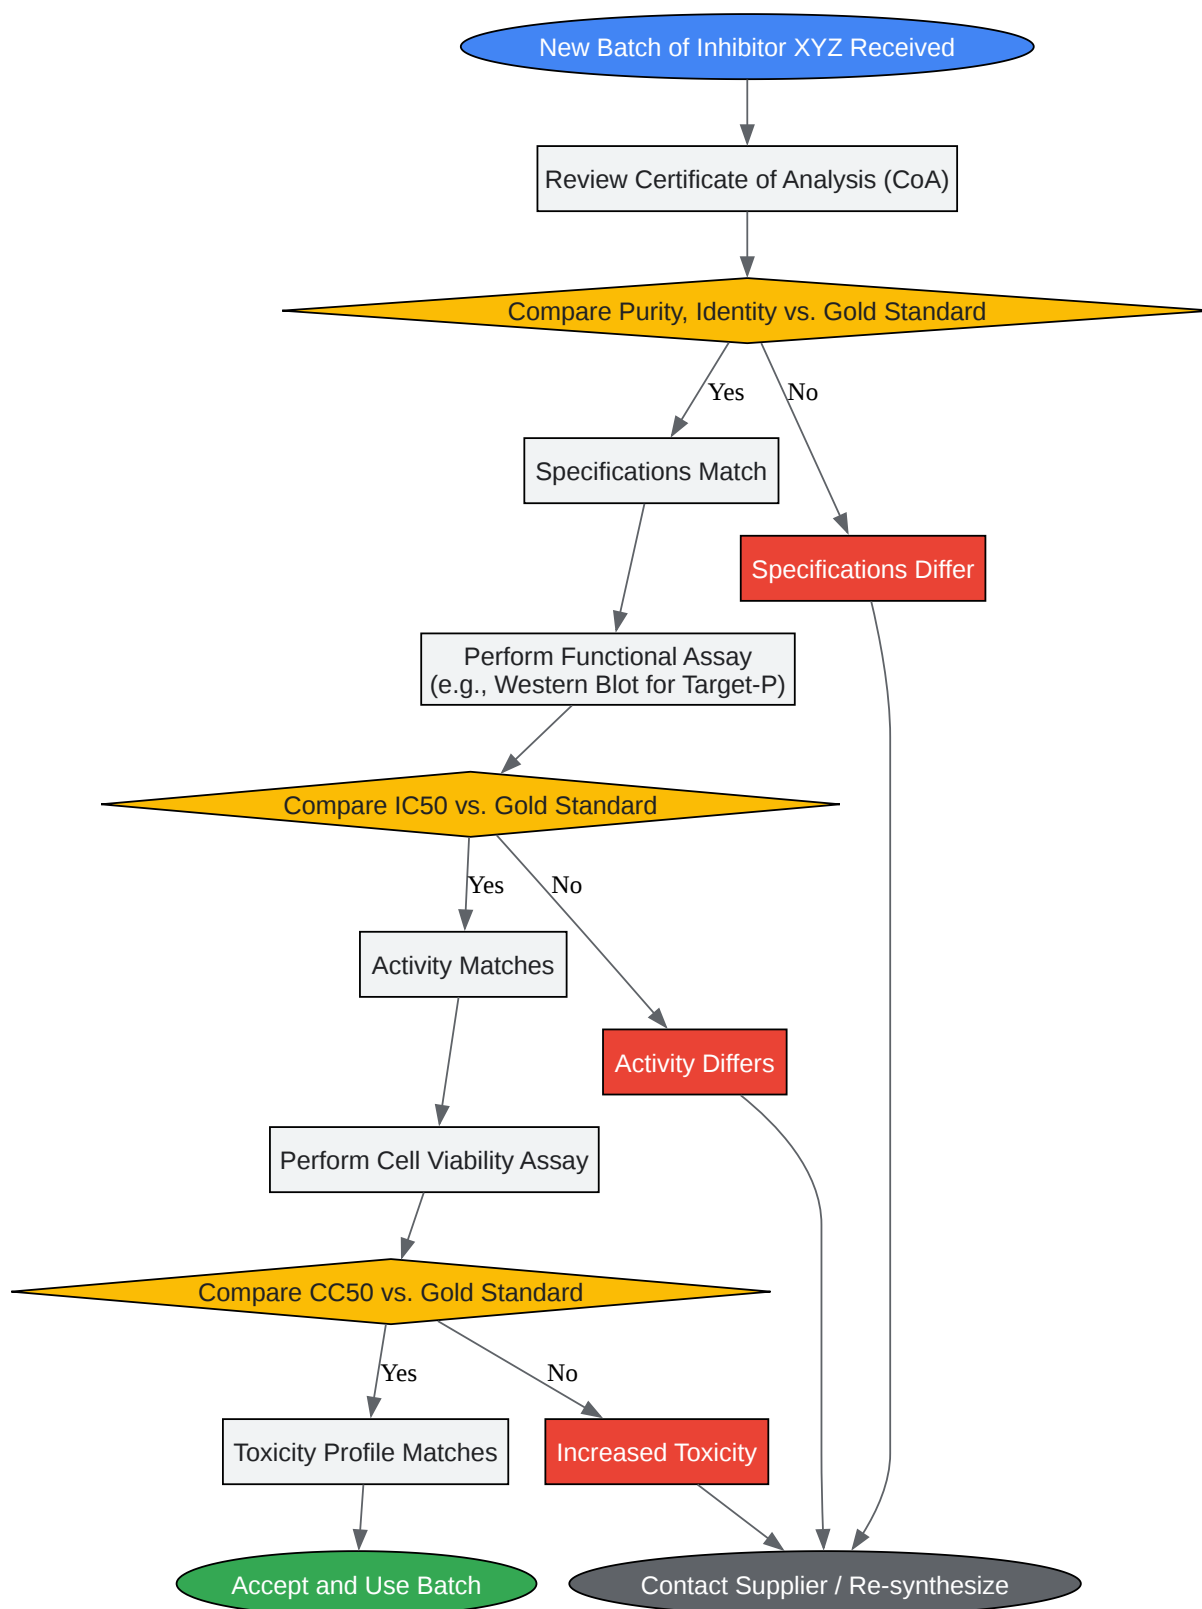 New Batch of Inhibitor XYZ Received
Review Certificate of Analysis (CoA)
Compare Purity, Identity vs. Gold Standard
Yes
No
Specifications Match
Specifications Differ
Perform Functional Assay
(e.g., Western Blot for Target-P)
Compare IC50 vs. Gold Standard
Yes
No
Activity Matches
Activity Differs
Perform Cell Viability Assay
Compare CC50 vs. Gold Standard
Yes
No
Toxicity Profile Matches
Increased Toxicity
Accept and Use Batch
Contact Supplier / Re-synthesize